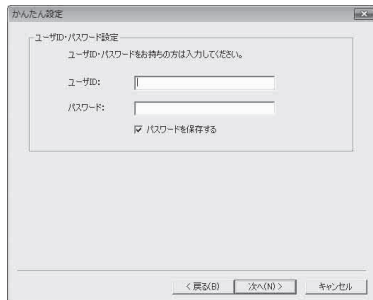 かんたん設定
ユーザID・パスワード設定
ユーザID・パスワードをお持ちの方は入力してください。
ユーザID:
パスワード:
パスワードを保存する
< 戻る(B)
次へ(N) >
キャンセル